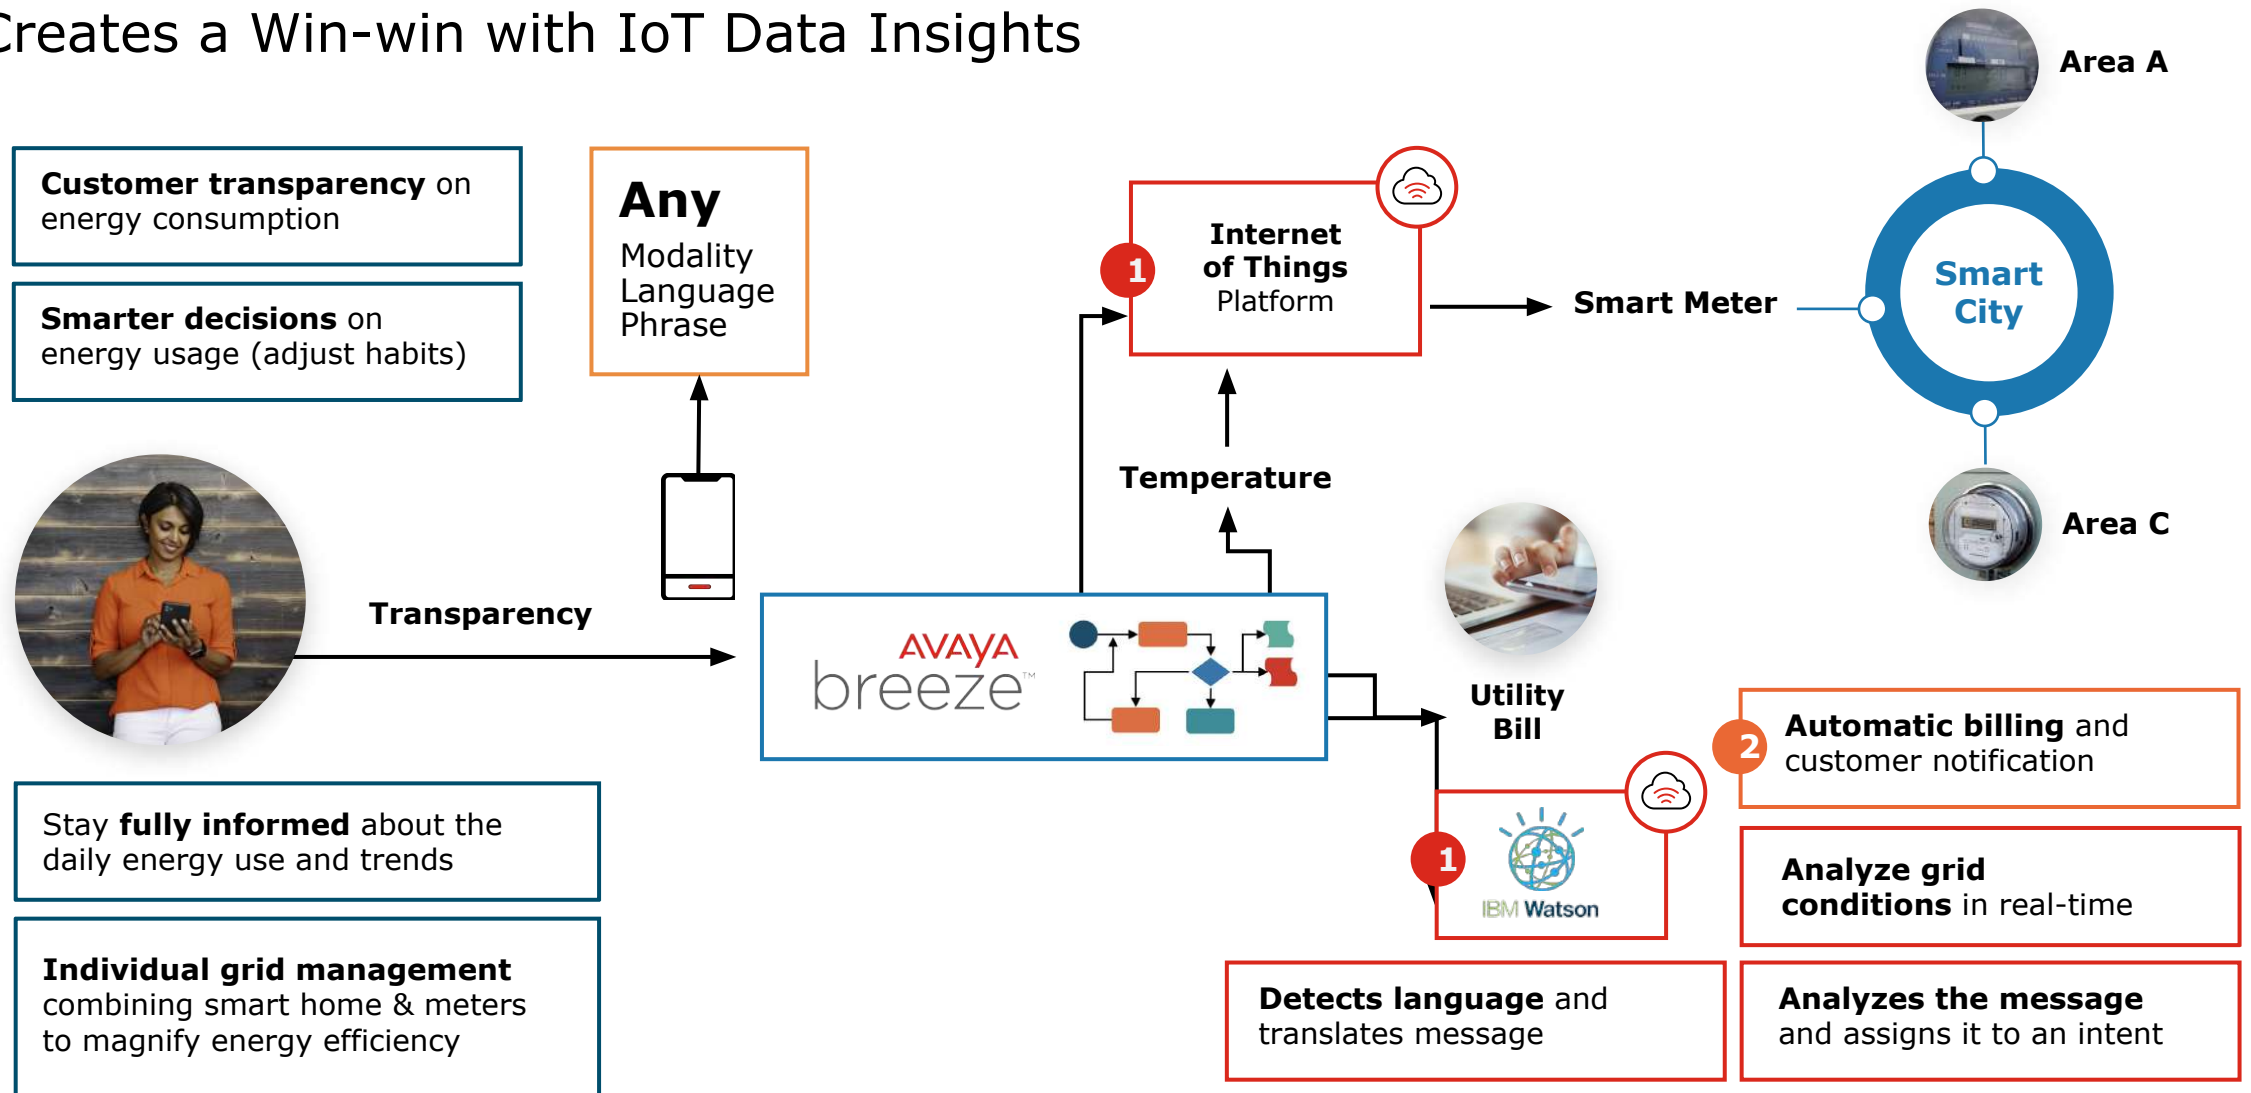 Creates a Win-win with IoT Data Insights
Area A
Customer transparency on
energy consumption
Smarter decisions on
energy usage (adjust habits)
Any
Modality
Language
Phrase
1
Internet
of Things
Platform
Smart Meter
Smart
City
Temperature
Area C
Transparency
AVAYA
breeze™
Utility
Bill
2
Automatic billing and
customer notification
Stay fully informed about the
daily energy use and trends
1
IBM Watson
Analyze grid
conditions in real-time
Individual grid management
combining smart home & meters
to magnify energy efficiency
Detects language and
translates message
Analyzes the message
and assigns it to an intent